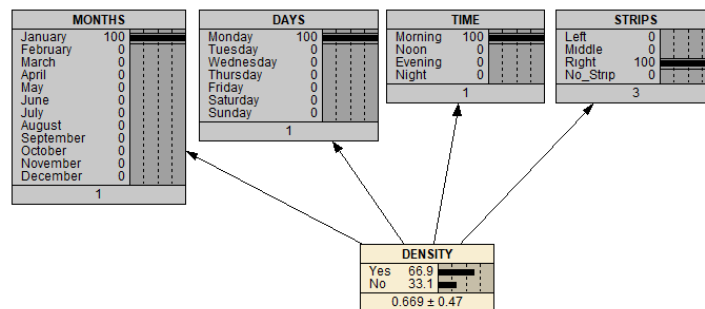 MONTHS
January 100
February 0
March 0
April 0
May 0
June 0
July 0
August 0
September 0
October 0
November 0
December 0
1
DAYS
Monday 100
Tuesday 0
Wednesday 0
Thursday 0
Friday 0
Saturday 0
Sunday 0
1
TIME
Morning 100
Noon 0
Evening 0
Night 0
1
STRIPS
Left 0
Middle 0
Right 100
No_Strip 0
3
DENSITY
Yes 66.9
No 33.1
0.669 ± 0.47